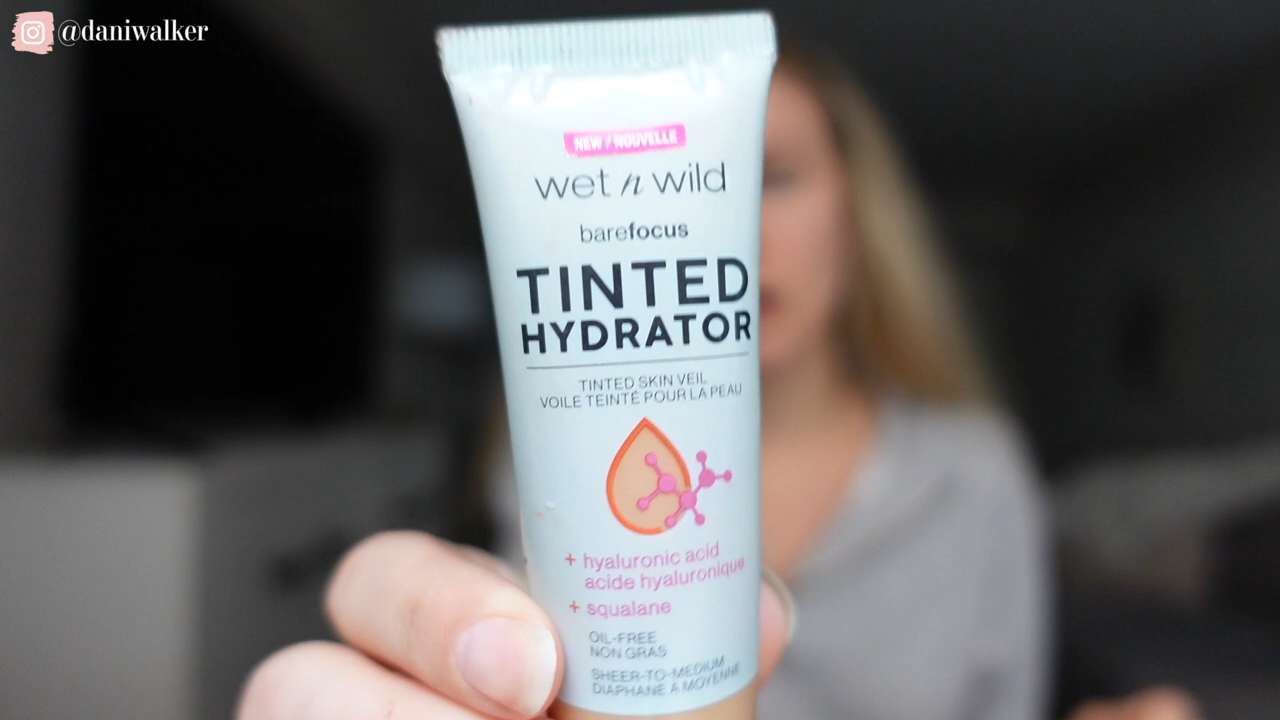 @daniwalker
NEW / NOUVELLE
wet n wild
barefocus
TINTED
HYDRATOR
TINTED SKIN VEIL
VOILE TEINTÉ POUR LA PEAU
+ hyaluronic acid
acide hyaluronique
+ squalane
OIL-FREE
NON GRAS
SHEER-TO-MEDIUM
DIAPHANE À MOYENNE